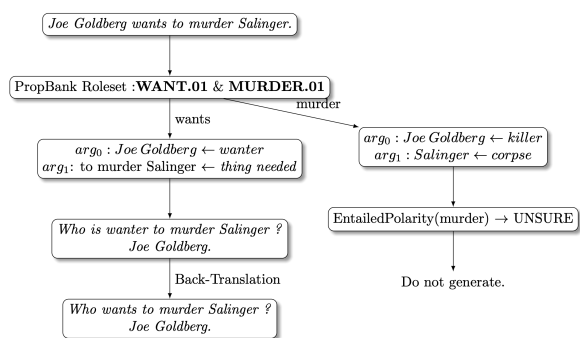 Joe Goldberg wants to murder Salinger.
PropBank Roleset :WANT.01 & MURDER.01
murder
wants
arg0 : Joe Goldberg ← wanter
arg1: to murder Salinger ← thing needed
arg0 : Joe Goldberg ← killer
arg1 : Salinger ← corpse
Who is wanter to murder Salinger ?
Joe Goldberg.
EntailedPolarity(murder) → UNSURE
Back-Translation
Do not generate.
Who wants to murder Salinger ?
Joe Goldberg.